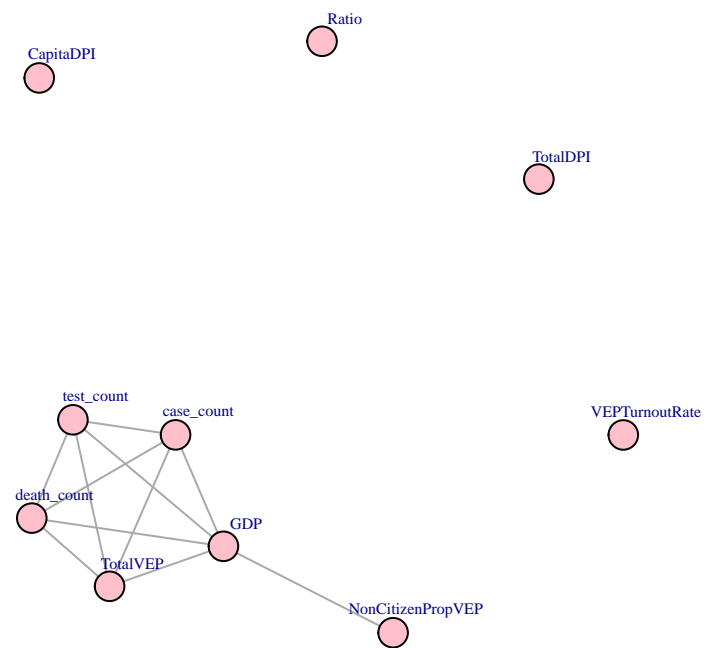 Ratio
CapitaDPI
TotalDPI
test_count
case_count
VEPTurnoutRate
death_count
GDP
TotalVEP
NonCitizenPropVEP